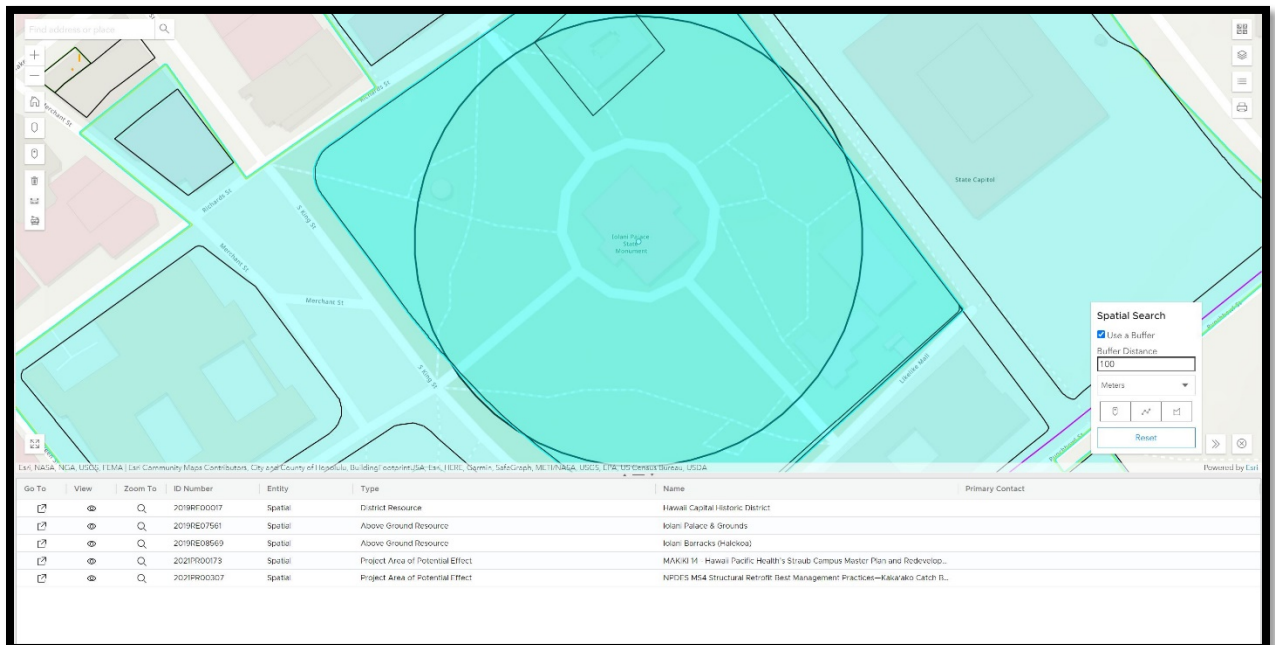 Find address or place
Merchant St
Richards St
Richards St
S King St
Merchant St
Merchant St
S King St
Iolani Palace
State
Monument
State Capitol
Likelike Mall
Punchbowl St
Punchbowl St
Spatial Search
Use a Buffer
Buffer Distance
100
Meters
Reset
Esri, NASA, NGA, USGS, FEMA | Esri Community Maps Contributors, City and County of Honolulu, BuildingFootprintUSA, Esri, HERE, Garmin, SafeGraph, METI/NASA, USGS, EPA, US Census Bureau, USDA
Powered by Esri
Go To View Zoom To ID Number Entity Type Name Primary Contact
2019RE00017 Spatial District Resource Hawaii Capital Historic District
2019RE07561 Spatial Above Ground Resource Iolani Palace & Grounds
2019RE08569 Spatial Above Ground Resource Iolani Barracks (Halekoa)
2021PR00173 Spatial Project Area of Potential Effect MAKIKI 14 - Hawaii Pacific Health's Straub Campus Master Plan and Redevelop...
2021PR00307 Spatial Project Area of Potential Effect NPDES MS4 Structural Retrofit Best Management Practices—Kaka'ako Catch B...